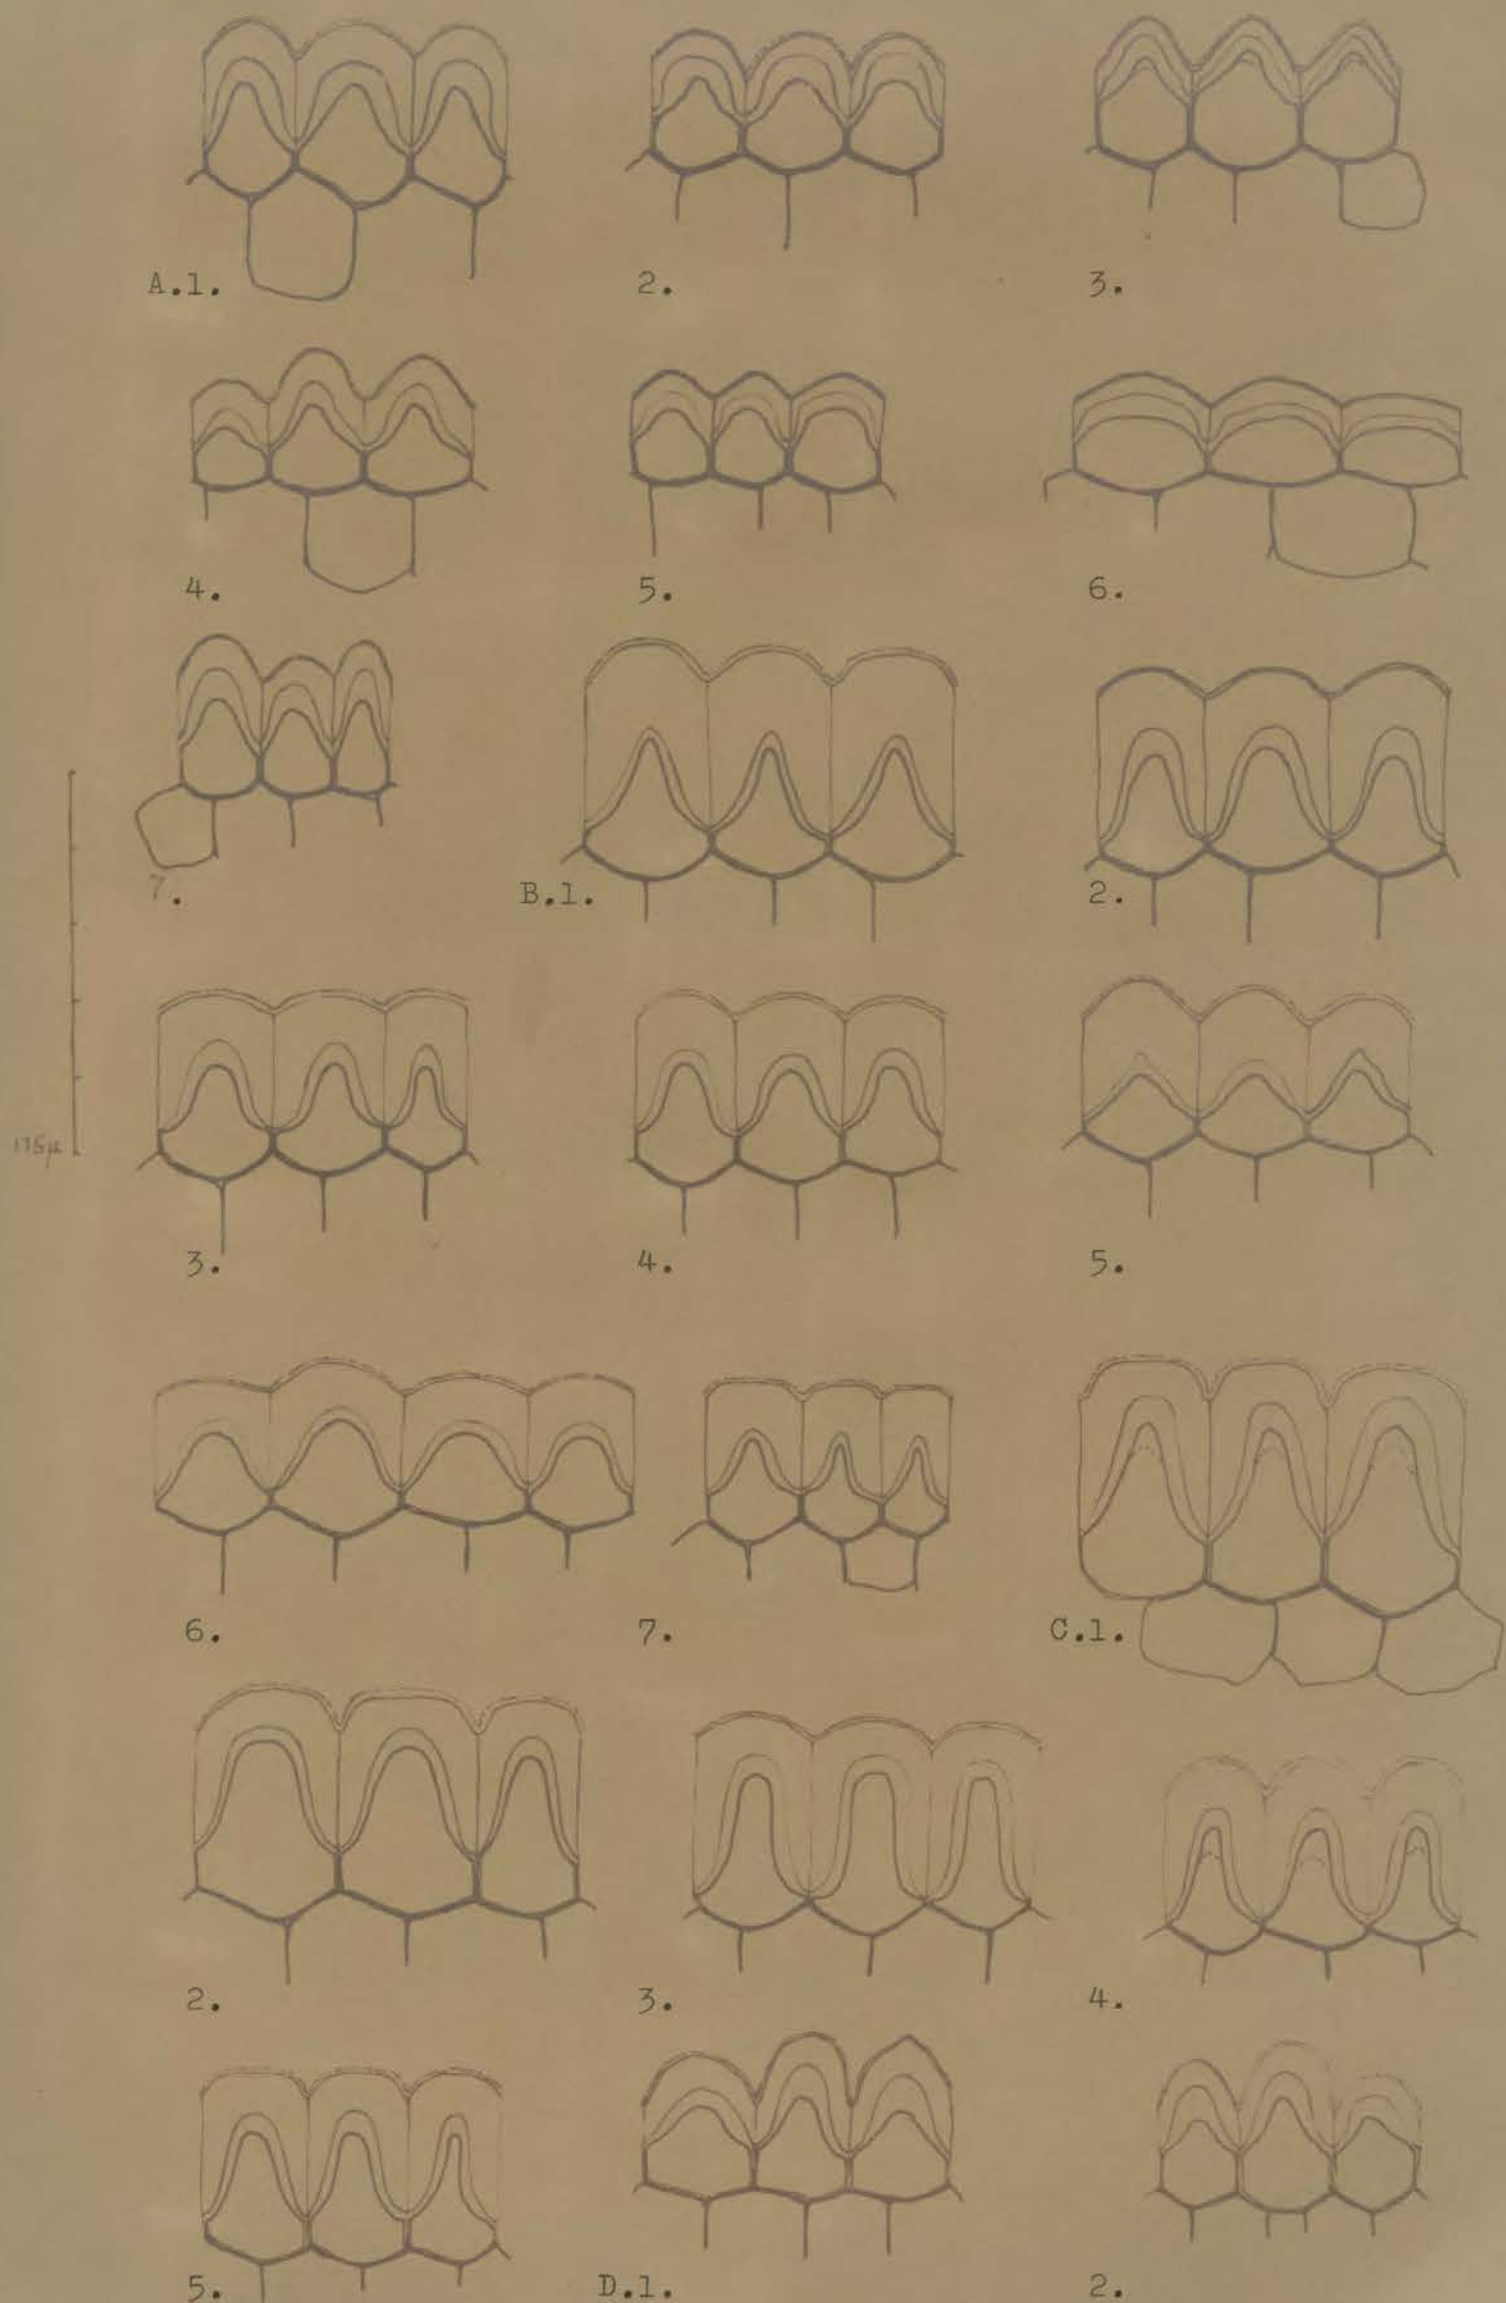 A.1. 2. 3.
4. 5. 6.
7. B.1. 2.
175µ
3. 4. 5.
6. 7. C.1.
2. 3. 4.
5. D.1. 2.